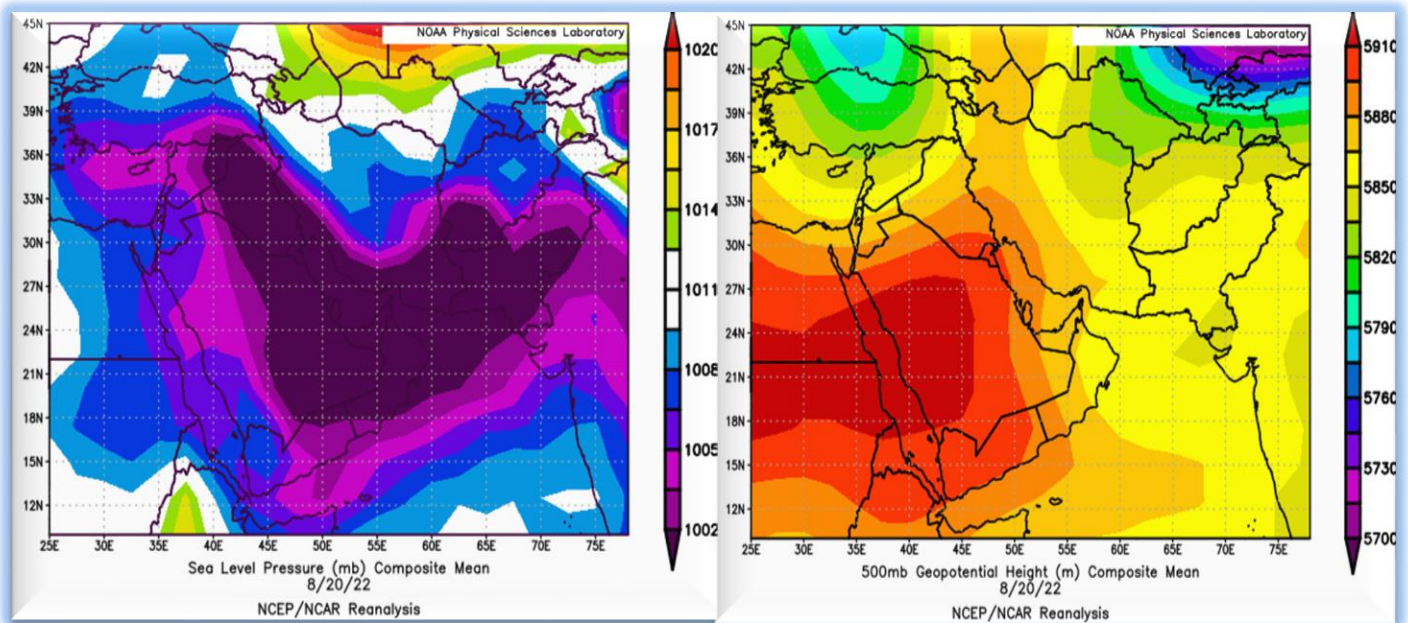 NOAA Physical Sciences Laboratory
45N
42N
39N
36N
33N
30N
27N
24N
21N
18N
15N
12N
25E 30E 35E 40E 45E 50E 55E 60E 65E 70E 75E
1020
1017
1014
1011
1008
1005
1002
Sea Level Pressure (mb) Composite Mean
8/20/22
NCEP/NCAR Reanalysis
NOAA Physical Sciences Laboratory
45N
42N
39N
36N
33N
30N
27N
24N
21N
18N
15N
12N
25E 30E 35E 40E 45E 50E 55E 60E 65E 70E 75E
5910
5880
5850
5820
5790
5760
5730
5700
500mb Geopotential Height (m) Composite Mean
8/20/22
NCEP/NCAR Reanalysis